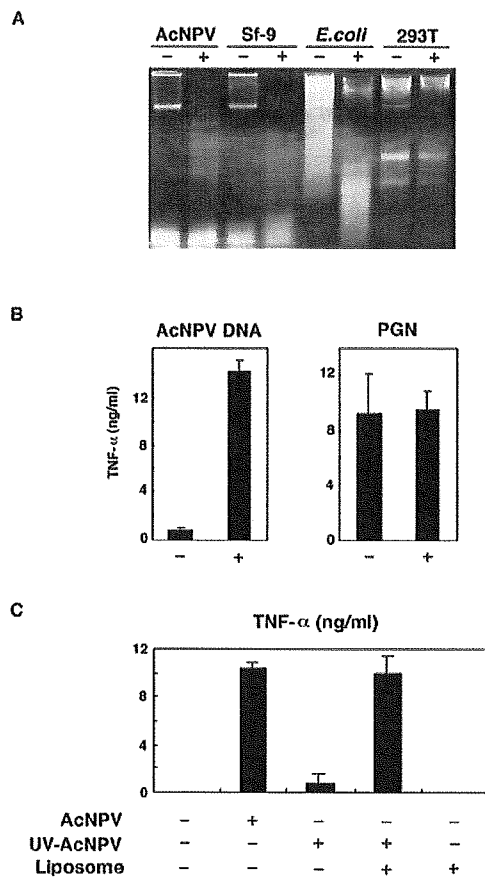 A
AcNPV Sf-9 E.coli 293T
− + − + − + − +
B
AcNPV DNA PGN
TNF-α (ng/ml)
12
8
4
0
− +
12
8
4
0
− +
C
TNF-α (ng/ml)
12
8
4
0
AcNPV − + − − −
UV-AcNPV − − + + −
Liposome − − − + +